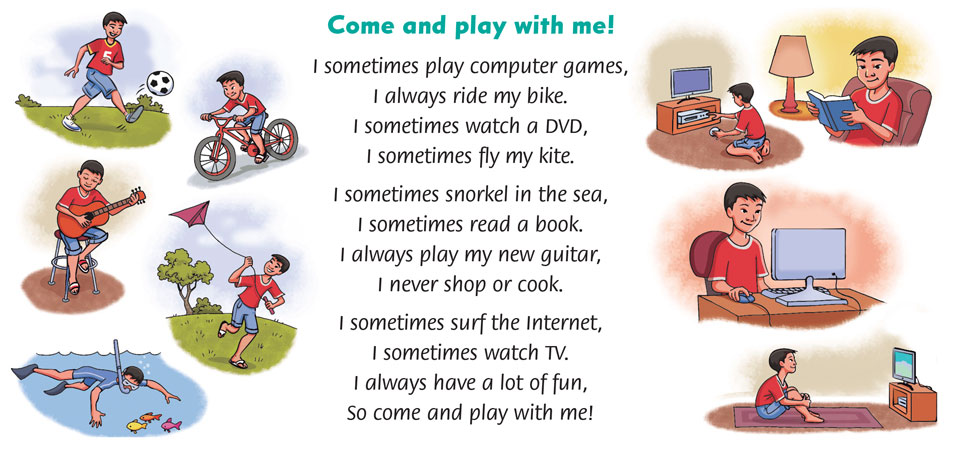 Come and play with me!
I sometimes play computer games,
I always ride my bike.
I sometimes watch a DVD,
I sometimes fly my kite.
I sometimes snorkel in the sea,
I sometimes read a book.
I always play my new guitar,
I never shop or cook.
I sometimes surf the Internet,
I sometimes watch TV.
I always have a lot of fun,
So come and play with me!
5